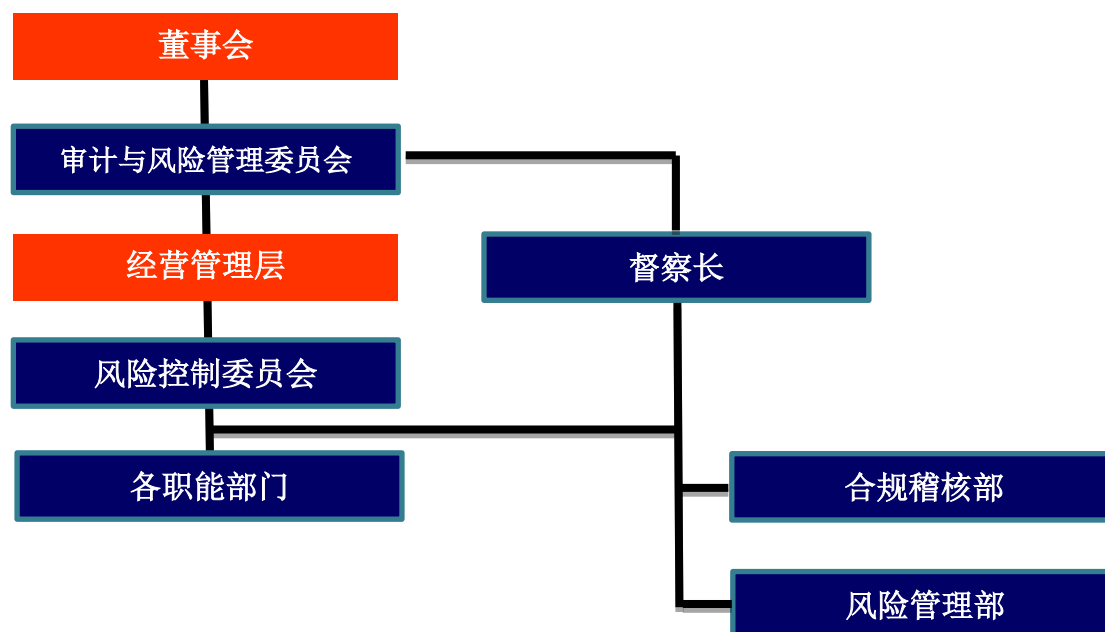 董事会
审计与风险管理委员会
经营管理层
督察长
风险控制委员会
各职能部门
合规稽核部
风险管理部